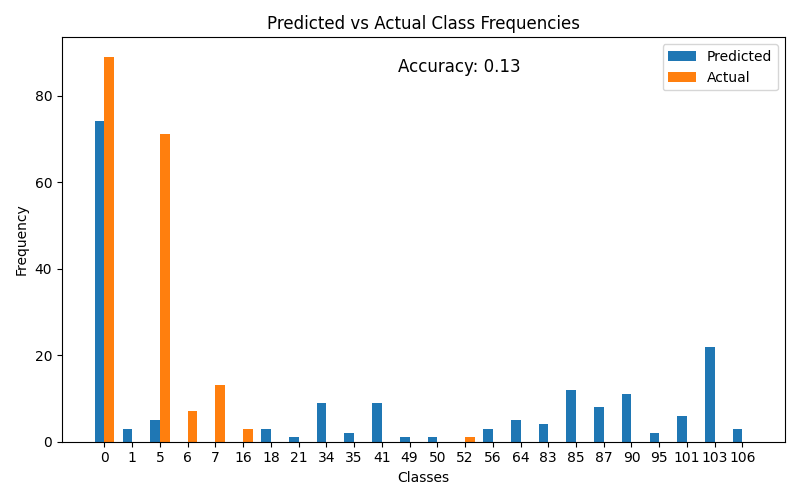 Predicted vs Actual Class Frequencies
Accuracy: 0.13
Predicted
Actual
80
60
40
20
0
Frequency
0 1 5 6 7 16 18 21 34 35 41 49 50 52 56 64 83 85 87 90 95 101 103 106
Classes